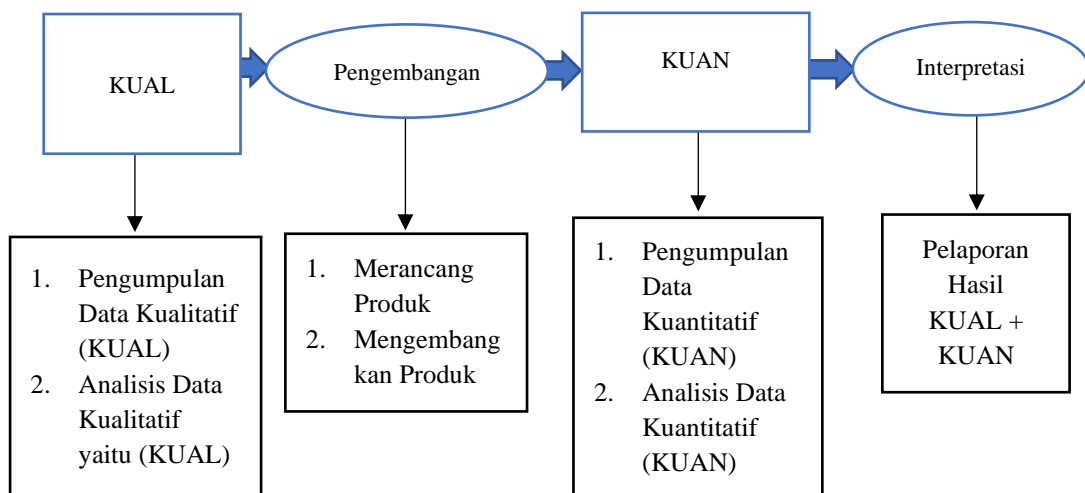 KUAL
Pengembangan
KUAN
Interpretasi
1. Pengumpulan
Data Kualitatif
(KUAL)
2. Analisis Data
Kualitatif
yaitu (KUAL)
1. Merancang
Produk
2. Mengembang
kan Produk
1. Pengumpulan
Data
Kuantitatif
(KUAN)
2. Analisis Data
Kuantitatif
(KUAN)
Pelaporan
Hasil
KUAL +
KUAN